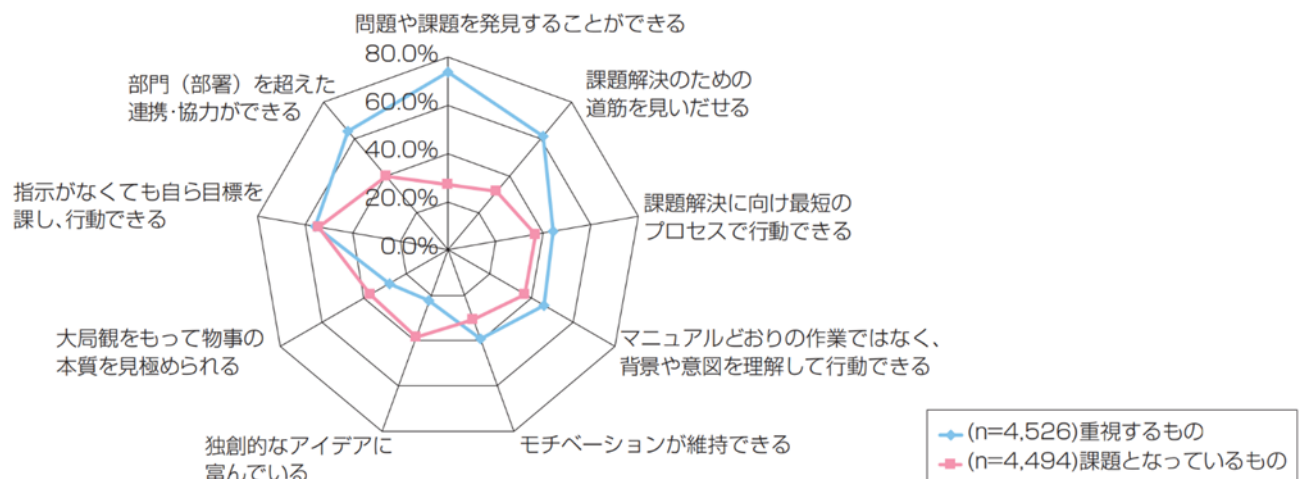 問題や課題を発見することができる
80.0%
60.0%
40.0%
20.0%
0.0%
課題解決のための
道筋を見いだせる
課題解決に向け最短の
プロセスで行動できる
マニュアルどおりの作業ではなく、
背景や意図を理解して行動できる
モチベーションが維持できる
独創的なアイデアに
富んでいる
大局観をもって物事の
本質を見極められる
指示がなくても自ら目標を
課し、行動できる
部門（部署）を超えた
連携・協力ができる
(n=4,526)重視するもの
(n=4,494)課題となっているもの